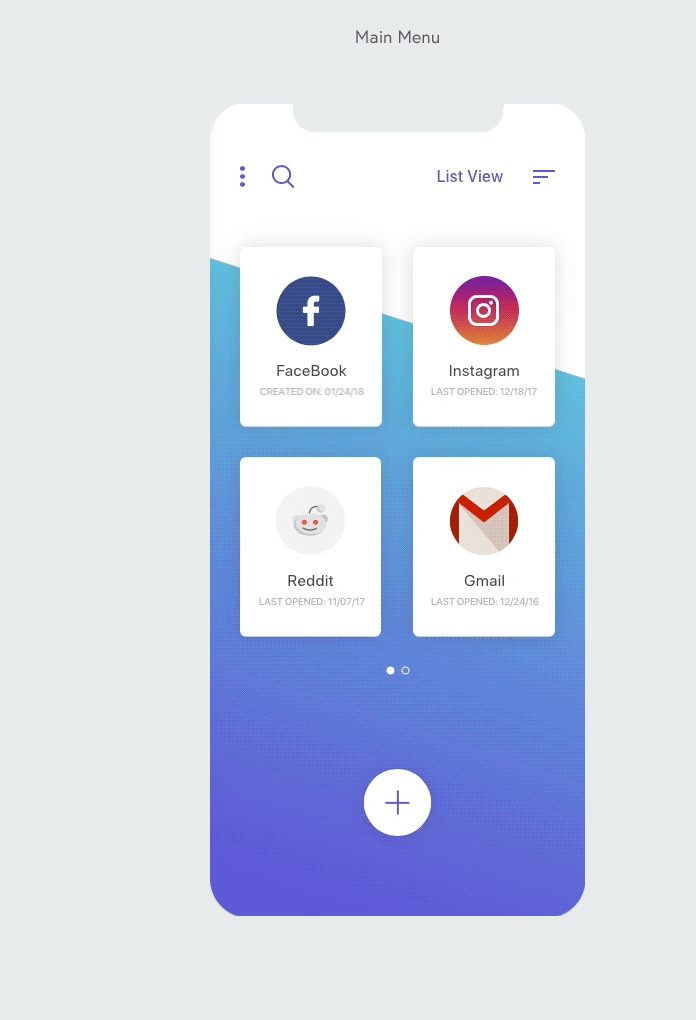 Main Menu
List View
FaceBook
CREATED ON: 01/24/18
Instagram
LAST OPENED: 12/18/17
Reddit
LAST OPENED: 11/07/17
Gmail
LAST OPENED: 12/24/16